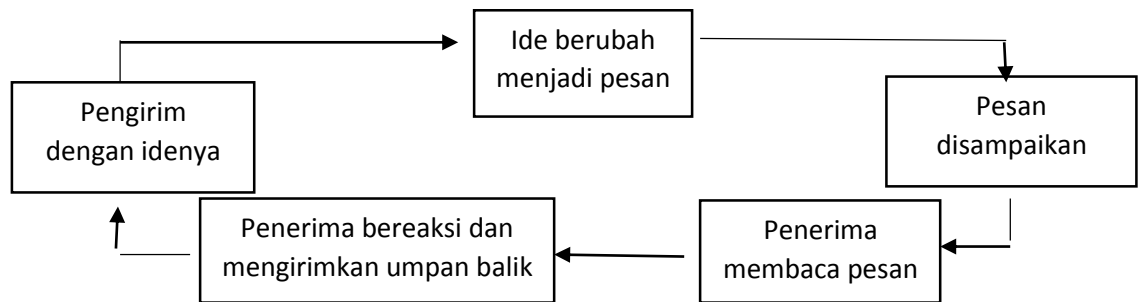 Ide berubah
menjadi pesan
Pengirim
dengan idenya
Pesan
disampaikan
Penerima bereaksi dan
mengirimkan umpan balik
Penerima
membaca pesan